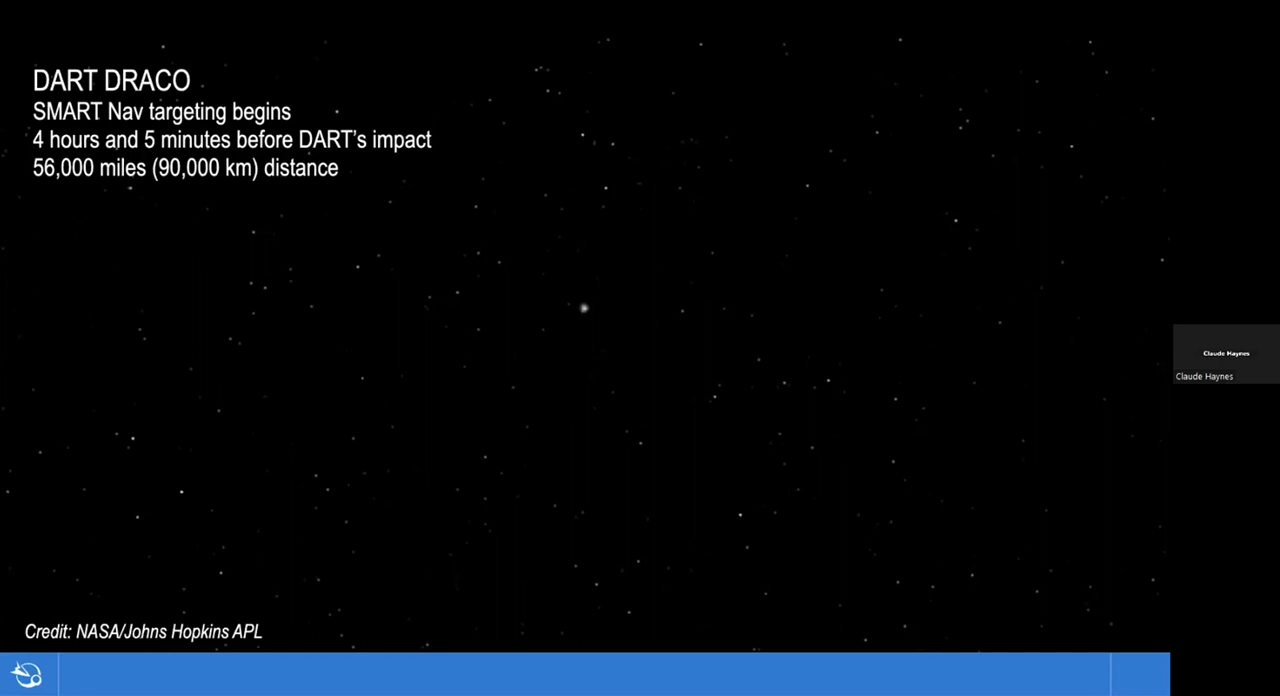 DART DRACO
SMART Nav targeting begins
4 hours and 5 minutes before DART’s impact
56,000 miles (90,000 km) distance
Claude Haynes
Claude Haynes
Credit: NASA/Johns Hopkins APL